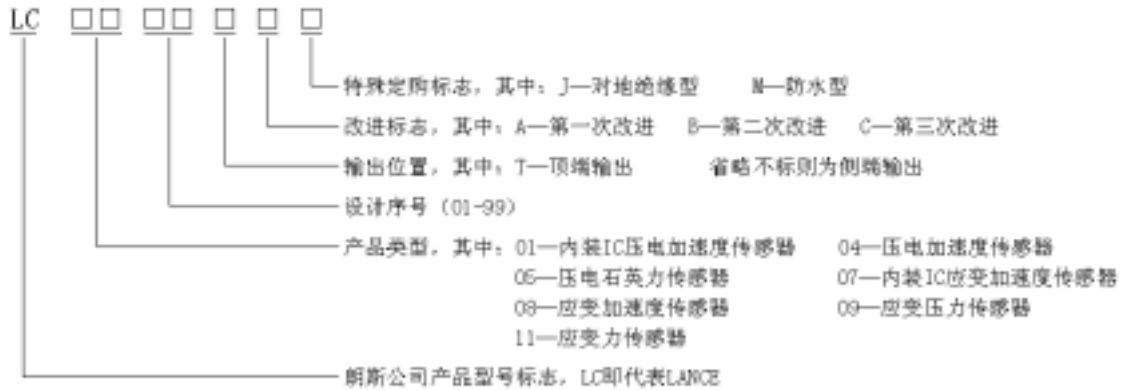 LC □□ □□ □ □ □
特殊定购标志，其中：J—对地绝缘型 M—防水型
改进标志，其中：A—第一次改进 B—第二次改进 C—第三次改进
输出位置，其中：T—顶端输出 省略不标则为侧端输出
设计序号（01-99）
产品类型，其中：01—内装IC压电加速度传感器 04—压电加速度传感器
05—压电石英力传感器 07—内装IC应变加速度传感器
08—应变加速度传感器 09—应变压力传感器
11—应变力传感器
朗斯公司产品型号标志，LC即代表LANCE